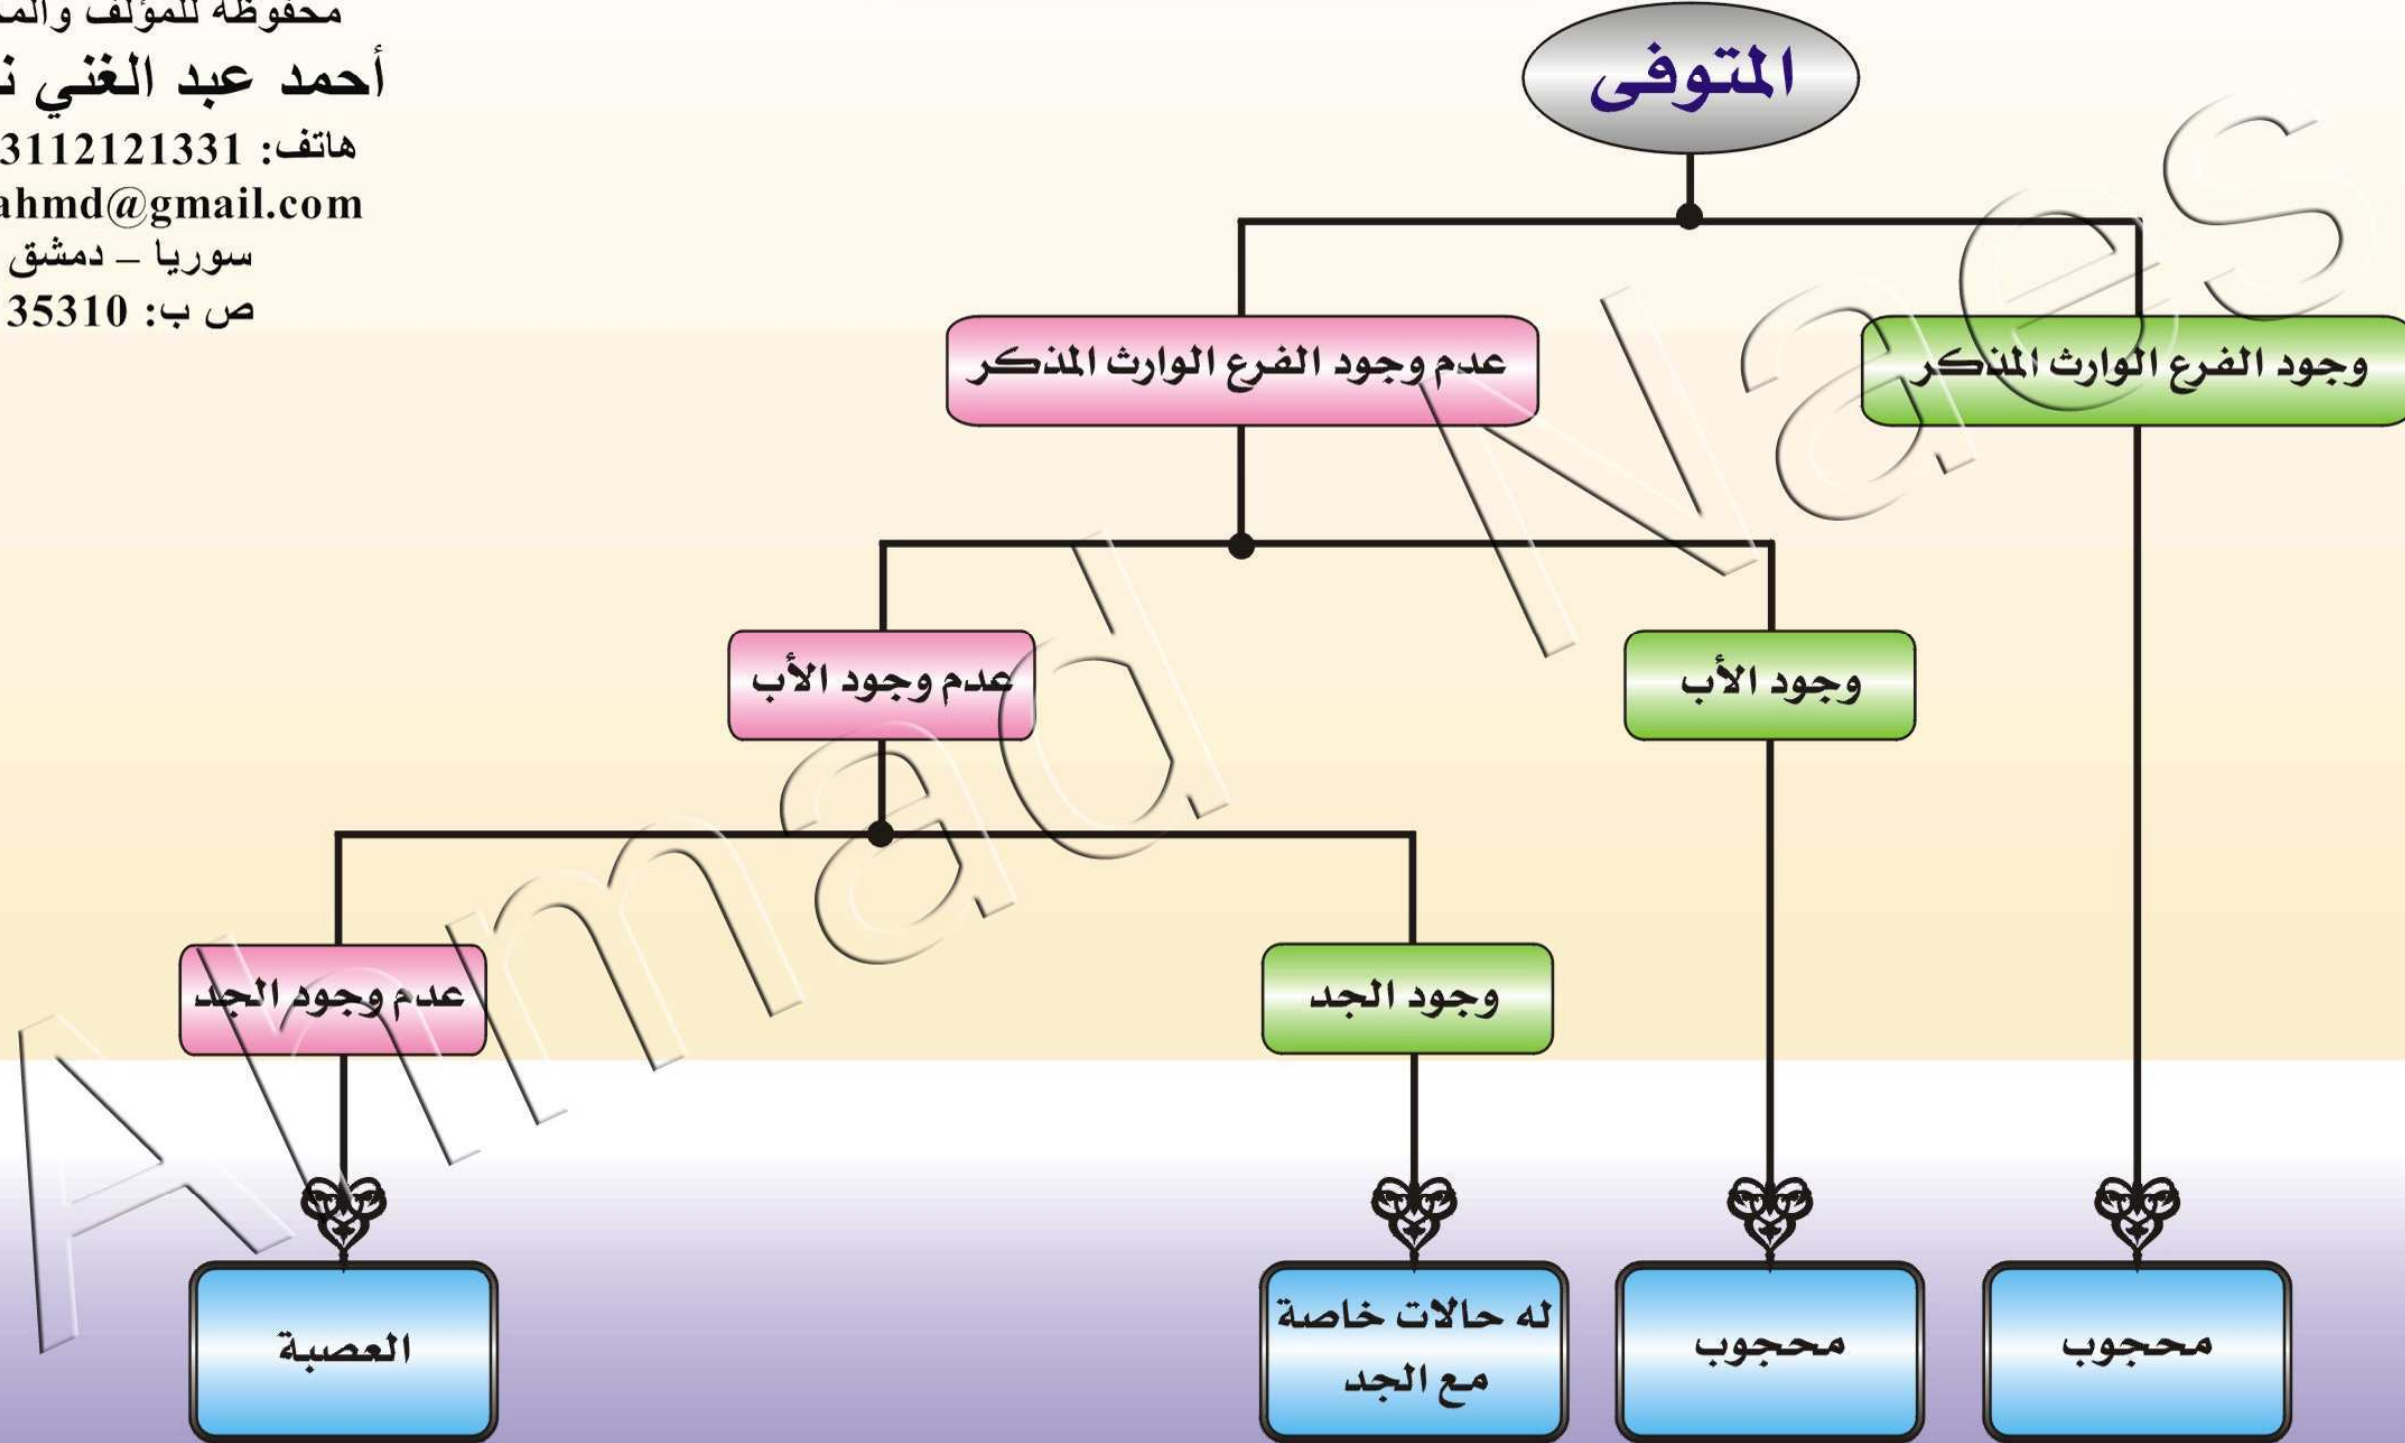 محفوظة للمؤلف
أحمد عبد الغني
هاتف: 3112121331
ahmd@gmail.com
سوريا – دمشق
ص ب: 35310
المتوفى
وجود الفرع الوارث المذكر
عدم وجود الفرع الوارث المذكر
وجود الأب
عدم وجود الأب
وجود الجد
عدم وجود الجد
محجوب
محجوب
له حالات خاصة
مع الجد
العصبة
Ahmad Naes